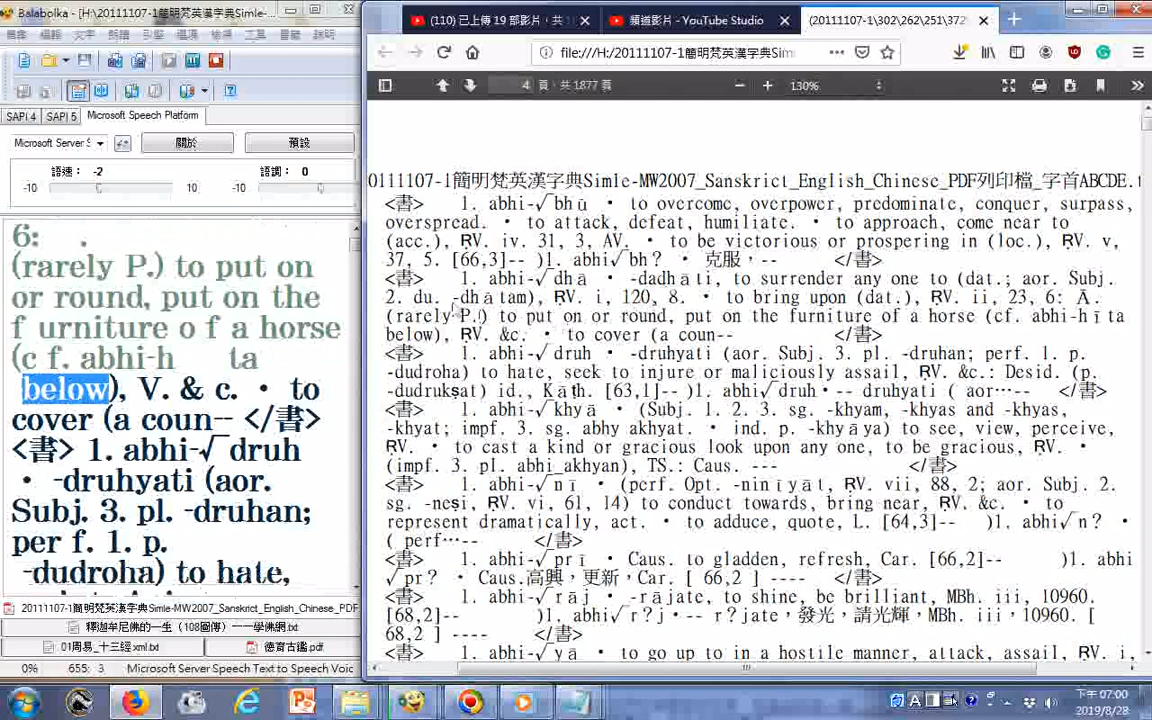 Balabolka - [H:\20111107-1簡明梵英漢字典Simle-
SAPI 4
SAPI 5
Microsoft Speech Platform
Microsoft Server S
關於
預設
語速： -2
語調： 0
-10
10
-10
6: .
(rarely P.) to put on
or round, put on the
f urniture o f a horse
(c f. abhi-h ta
below), V. & c. • to
cover (a coun-- </書>
<書> 1. abhi-√druh
• -druhyati (aor.
Subj. 3. pl. -druhan;
per f. 1. p.
-dudroha) to hate,
20111107-1簡明梵英漢字典Simle-MW2007_Sanskrict_English_Chinese_PDF
釋迦牟尼佛的一生（108圖傳）一一學佛網.txt
01周易_十三經xml.txt
德育古鑑.pdf
0%
655: 3
Microsoft Server Speech Text to Speech Voic
(110) 已上傳 19 部影片
頻道影片 - YouTube Studio
(20111107-1\302\262\251\372
file:///H:/20111107-1簡明梵英漢字典Sim
4 頁，共 1877 頁
130%
0111107-1簡明梵英漢字典Simle-MW2007_Sanskrict_English_Chinese_PDF列印檔_字首ABCDE.t
<書> 1. abhi-√bhū • to overcome, overpower, predominate, conquer, surpass,
overspread. • to attack, defeat, humiliate. • to approach, come near to
(acc.), ṚV. iv. 31, 3, AV. • to be victorious or prospering in (loc.), ṚV. v,
37, 5. [66,3]-- )1. abhi√bh? • 克服，-- </書>
<書> 1. abhi-√dhā • -dadhāti, to surrender any one to (dat.; aor. Subj.
2. du. -dhātam), ṚV. i, 120, 8. • to bring upon (dat.), ṚV. ii, 23, 6: Ā.
(rarely P.) to put on or round, put on the furniture of a horse (cf. abhi-hīta
below), ṚV. &c. • to cover (a coun-- </書>
<書> 1. abhi-√druh • -druhyati (aor. Subj. 3. pl. -druhan; perf. 1. p.
-dudroha) to hate, seek to injure or maliciously assail, ṚV. &c.: Desid. (p.
-dudrukṣat) id., Kāṭh. [63,1]-- )1. abhi√druh •-- druhyati ( aor…--
<書> 1. abhi-√khyā • (Subj. 1. 2. 3. sg. -khyam, -khyas and -khyas,
-khyat; impf. 3. sg. abhy akhyat. • ind. p. -khyāya) to see, view, perceive,
ṚV. • to cast a kind or gracious look upon any one, to be gracious, ṚV. •
(impf. 3. pl. abhi_akhyan), TS.: Caus. --- </書>
<書> 1. abhi-√nī • (perf. Opt. -ninīyāt, ṚV. vii, 88, 2; aor. Subj. 2.
sg. -neṣi, ṚV. vi, 61, 14) to conduct towards, bring near, ṚV. &c. • to
represent dramatically, act. • to adduce, quote, L. [64,3]-- )1. abhi√n? •
( perf…-- </書>
<書> 1. abhi-√prī • Caus. to gladden, refresh, Car. [66,2]-- )1. abhi
√pr? • Caus.高興，更新，Car. [ 66,2 ] ---- </書>
<書> 1. abhi-√rāj • -rājate, to shine, be brilliant, MBh. iii, 10960.
[68,2]-- )1. abhi√r?j •-- r?jate，發光，請光輝，MBh. iii，10960. [
68,2 ] ---- </書>
<書> 1. abhi-√yā • to go up to in a hostile manner, attack, assail, ṚV. i,
下午 07:00
2019/8/28